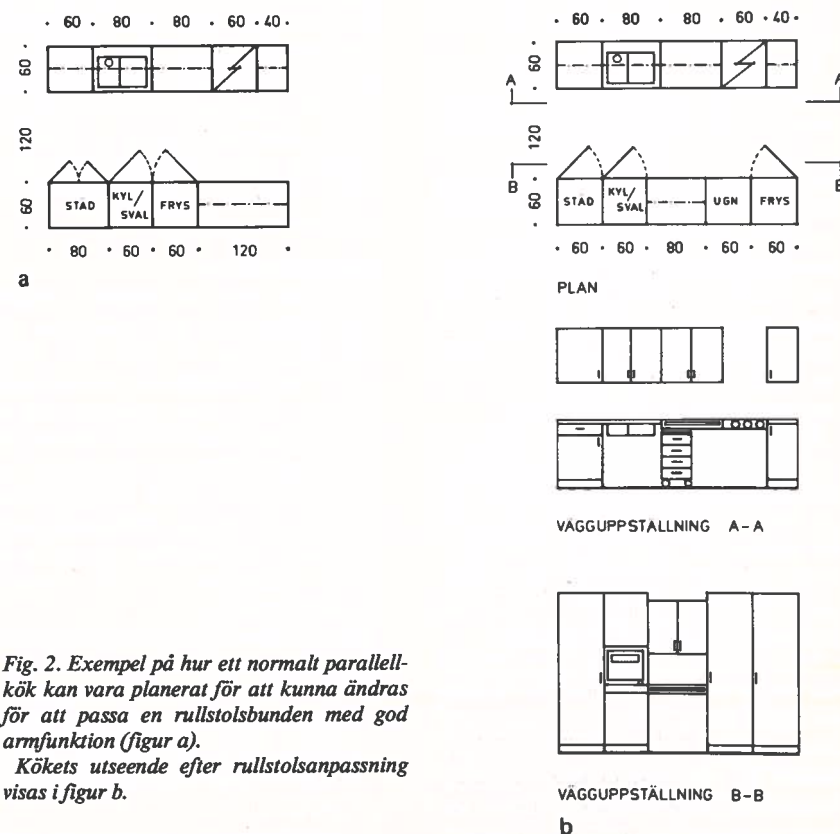 60 · 80 · 80 · 60 · 40
60
120
60
STAD KYL/SVAL FRYS
80 · 60 · 60 · 120
a
60 · 80 · 80 · 60 · 40
60
A A
120
B B
60
STAD KYL/SVAL UGN FRYS
60 · 60 · 80 · 60 · 60
PLAN
VÄGGUPPSTÄLLNING A-A
Fig. 2. Exempel på hur ett normalt parallell-
kök kan vara planerat för att kunna ändras
för att passa en rullstolsbunden med god
armfunktion (figur a).
Kökets utseende efter rullstolsanpassning
visas i figur b.
VÄGGUPPSTÄLLNING B-B
b